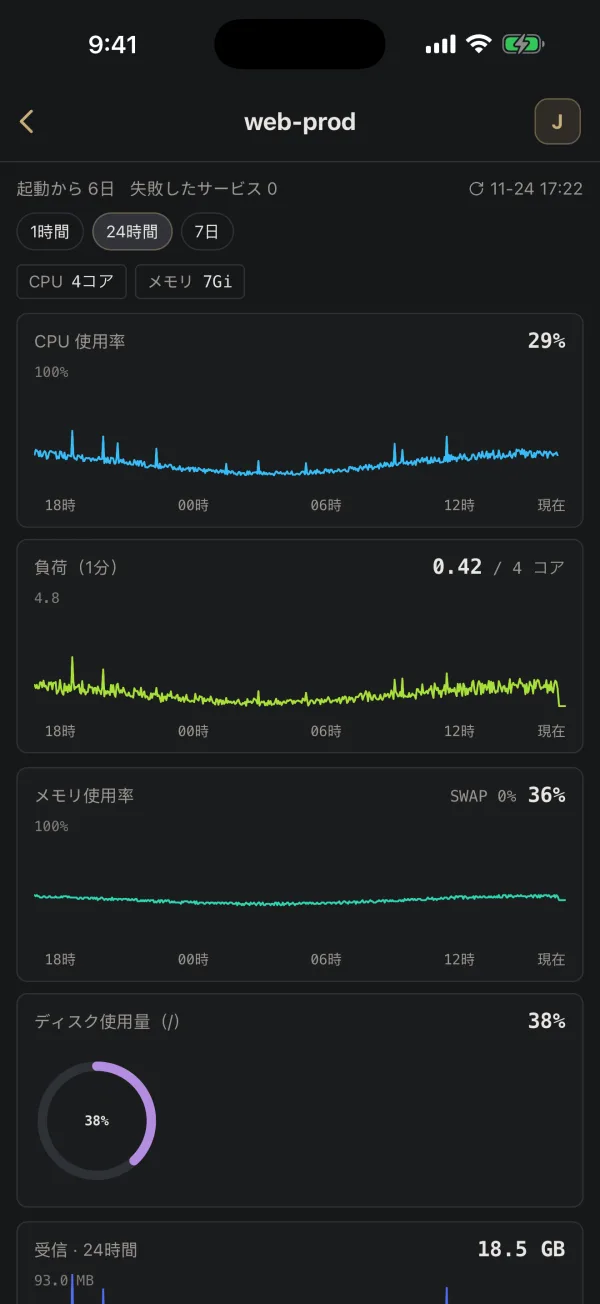 9:41
web-prod
J
起動から 6日 失敗したサービス 0 11-24 17:22
1時間 24時間 7日
CPU 4コア メモリ 7Gi
CPU 使用率 29%
100%
18時 00時 06時 12時 現在
負荷 (1分) 0.42 / 4 コア
4.8
18時 00時 06時 12時 現在
メモリ使用率 SWAP 0% 36%
100%
18時 00時 06時 12時 現在
ディスク使用量 (/) 38%
38%
受信 · 24時間 18.5 GB
93.0 MB